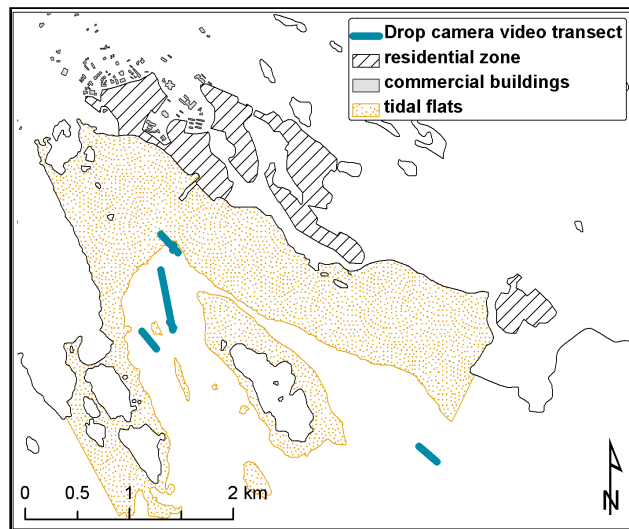 Drop camera video transect
residential zone
commercial buildings
tidal flats
N
0 0.5 1 2 km